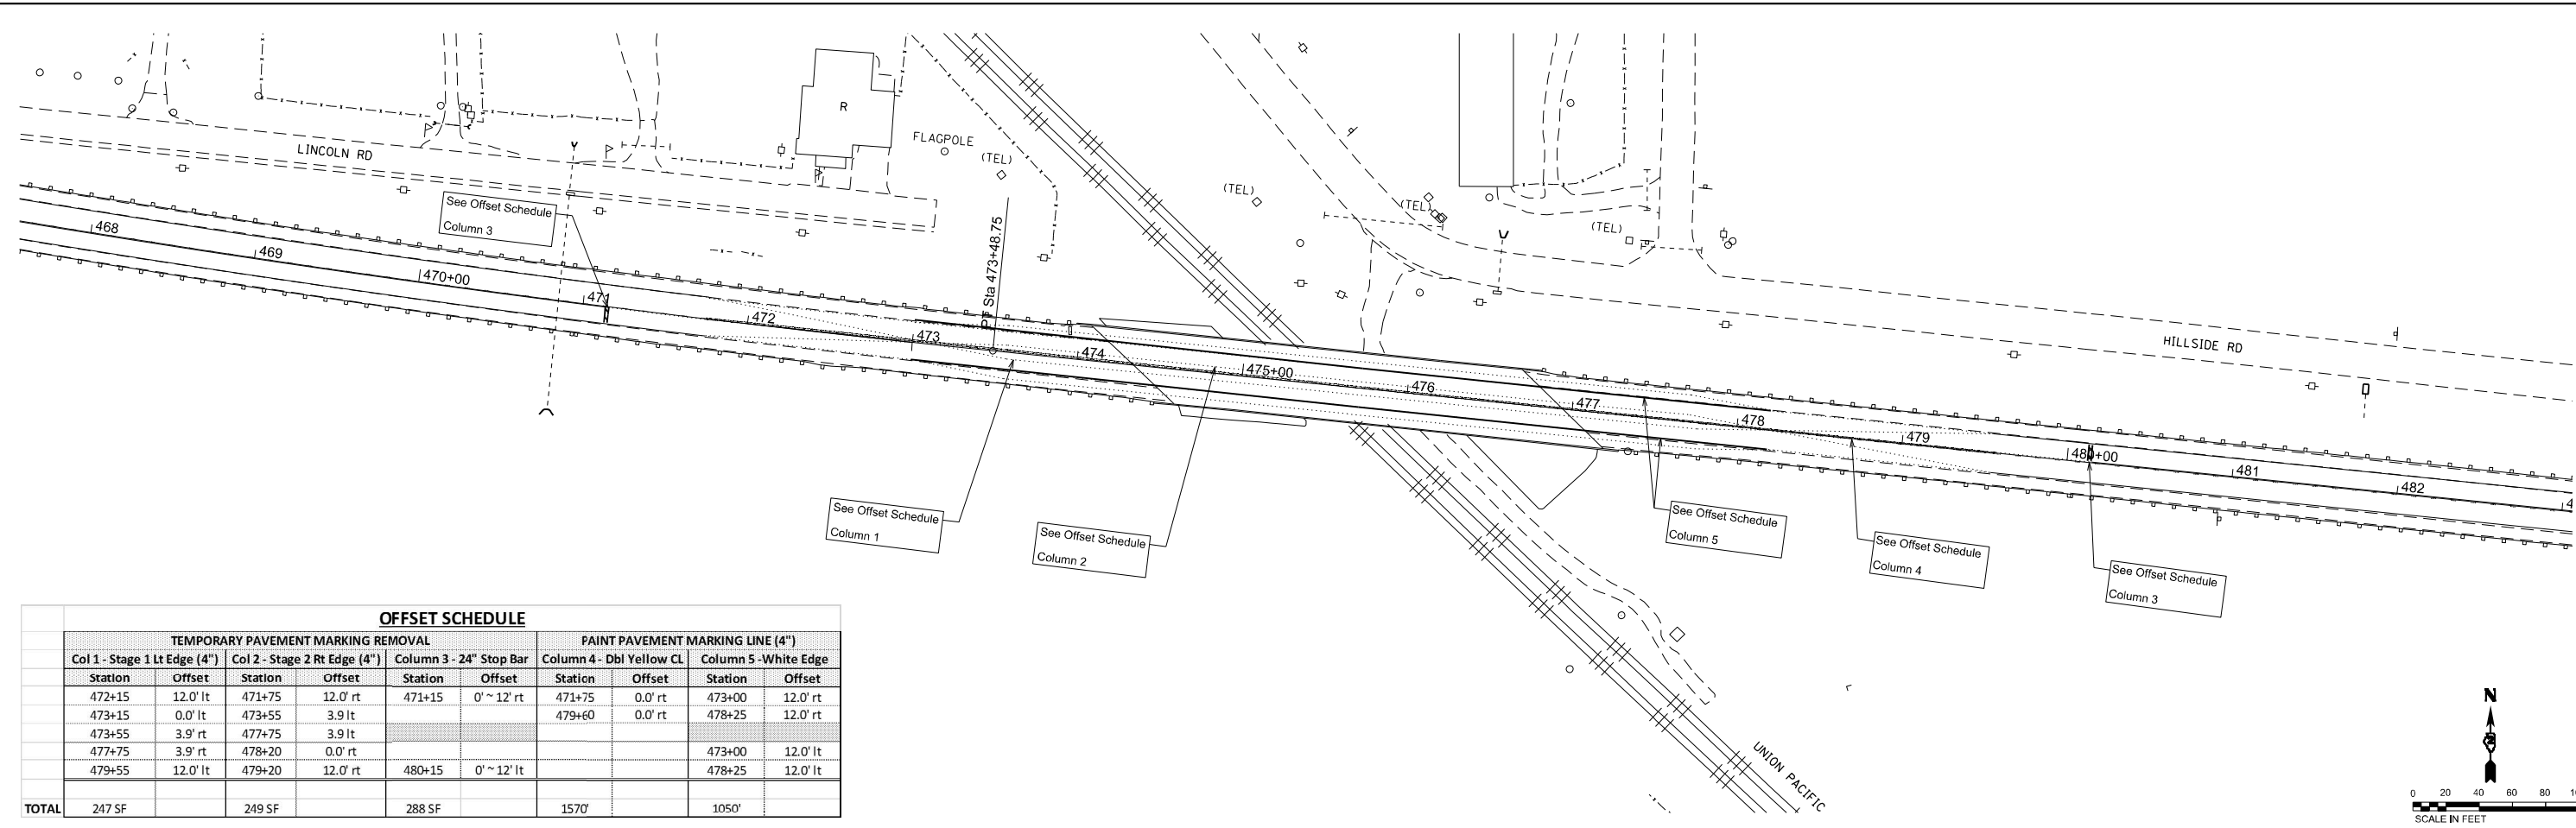 LINCOLN RD
R
FLAGPOLE
(TEL)
(TEL)
(TEL)
(TEL)
See Offset Schedule
Column 3
Sta 473+48.75
468
469
470+00
471
472
473
474
475+00
476
477
478
479
480+00
481
482
4
HILLSIDE RD
See Offset Schedule
Column 1
See Offset Schedule
Column 2
See Offset Schedule
Column 5
See Offset Schedule
Column 4
See Offset Schedule
Column 3
UNION PACIFIC
OFFSET SCHEDULE
TEMPORARY PAVEMENT MARKING REMOVAL PAINT PAVEMENT MARKING LINE (4")
Col 1 - Stage 1 Lt Edge (4") Col 2 - Stage 2 Rt Edge (4") Column 3 - 24" Stop Bar Column 4 - Dbl Yellow CL Column 5 -White Edge
Station Offset Station Offset Station Offset Station Offset Station Offset
472+15 12.0' lt 471+75 12.0' rt 471+15 0' ~ 12' rt 471+75 0.0' rt 473+00 12.0' rt
473+15 0.0' lt 473+55 3.9 lt 479+60 0.0' rt 478+25 12.0' rt
473+55 3.9' rt 477+75 3.9 lt
477+75 3.9' rt 478+20 0.0' rt 473+00 12.0' lt
479+55 12.0' lt 479+20 12.0' rt 480+15 0' ~ 12' lt 478+25 12.0' lt
TOTAL 247 SF 249 SF 288 SF 1570' 1050'
N
0 20 40 60 80
SCALE IN FEET